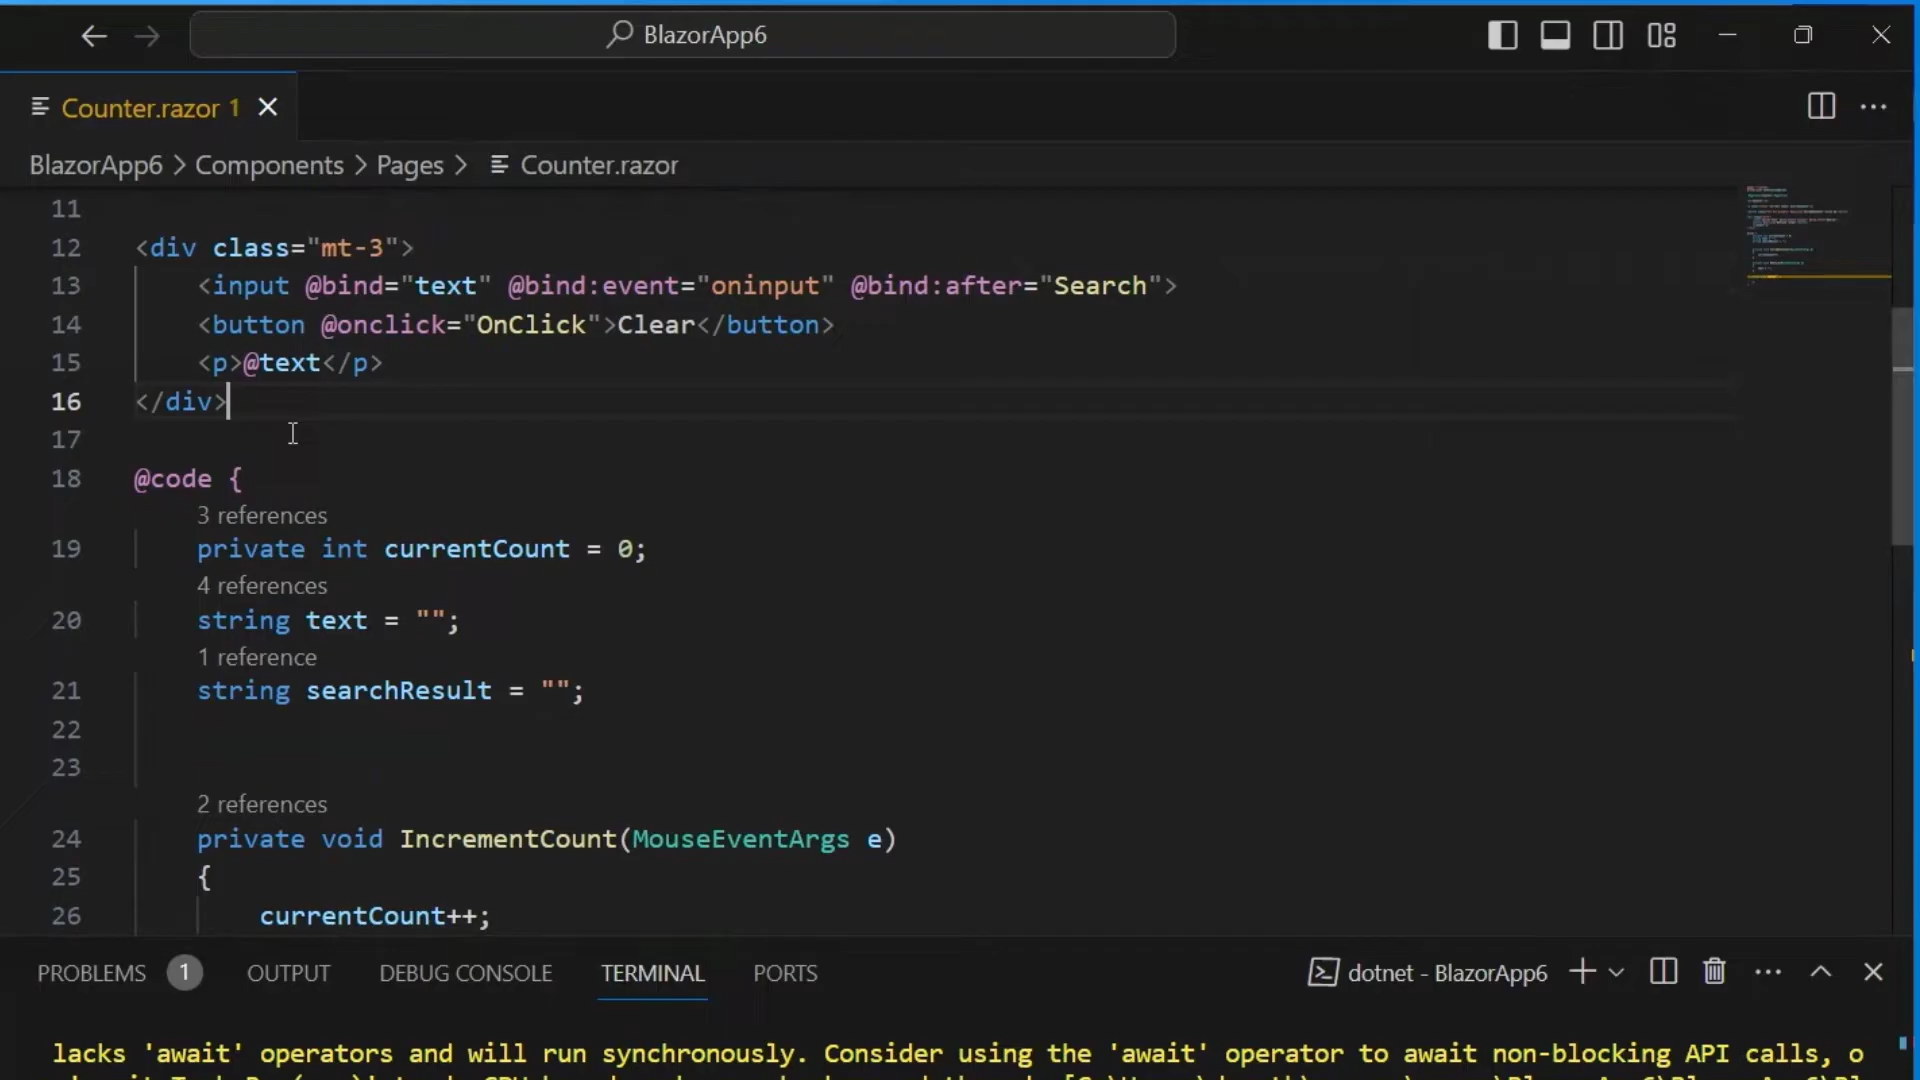 BlazorApp6
Counter.razor 1
BlazorApp6 > Components > Pages > Counter.razor
11
12 <div class="mt-3">
13 <input @bind="text" @bind:event="oninput" @bind:after="Search">
14 <button @onclick="OnClick">Clear</button>
15 <p>@text</p>
16 </div>
17
18 @code {
3 references
19 private int currentCount = 0;
4 references
20 string text = "";
1 reference
21 string searchResult = "";
22
23
2 references
24 private void IncrementCount(MouseEventArgs e)
25 {
26 currentCount++;
PROBLEMS 1 OUTPUT DEBUG CONSOLE TERMINAL PORTS dotnet - BlazorApp6
lacks 'await' operators and will run synchronously. Consider using the 'await' operator to await non-blocking API calls, o